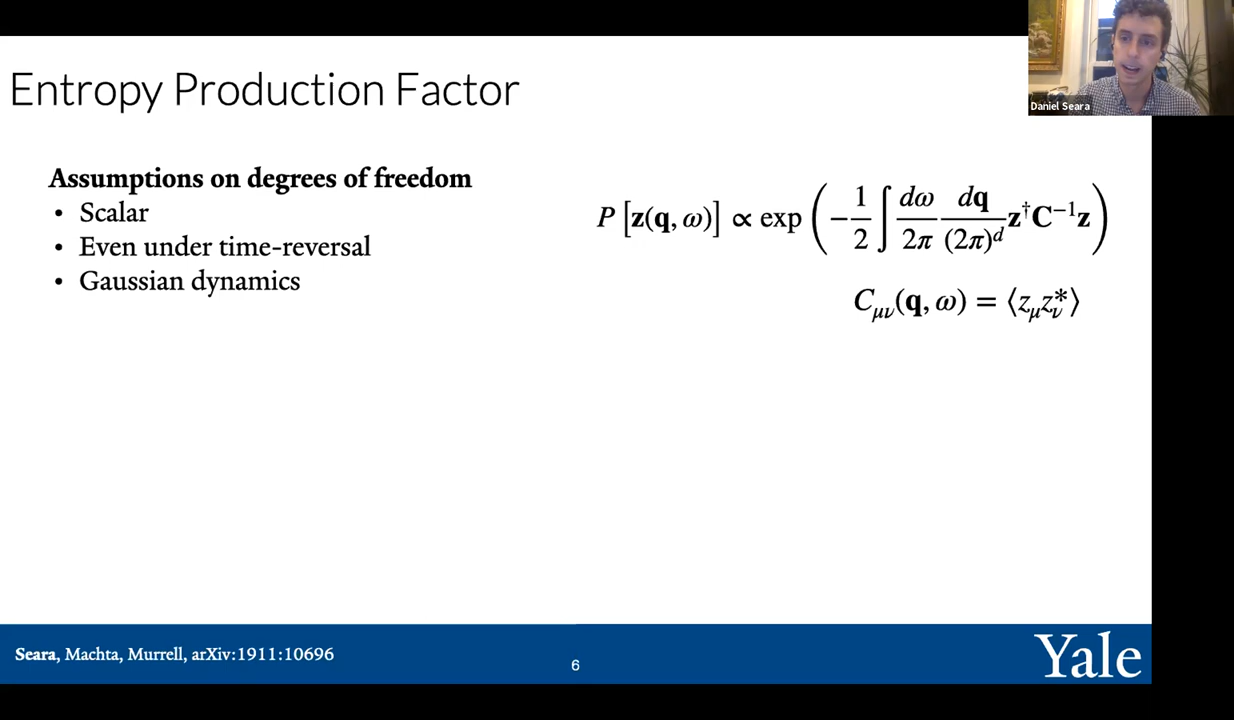 Daniel Seara
Entropy Production Factor
Assumptions on degrees of freedom
• Scalar
• Even under time-reversal
• Gaussian dynamics
P [z(q, ω)] ∝ exp (−1/2 ∫ dω/2π dq/(2π)^d z†C⁻¹z)
C_μν(q, ω) = ⟨z_μ z_ν*⟩
Seara, Machta, Murrell, arXiv:1911:10696
6
Yale